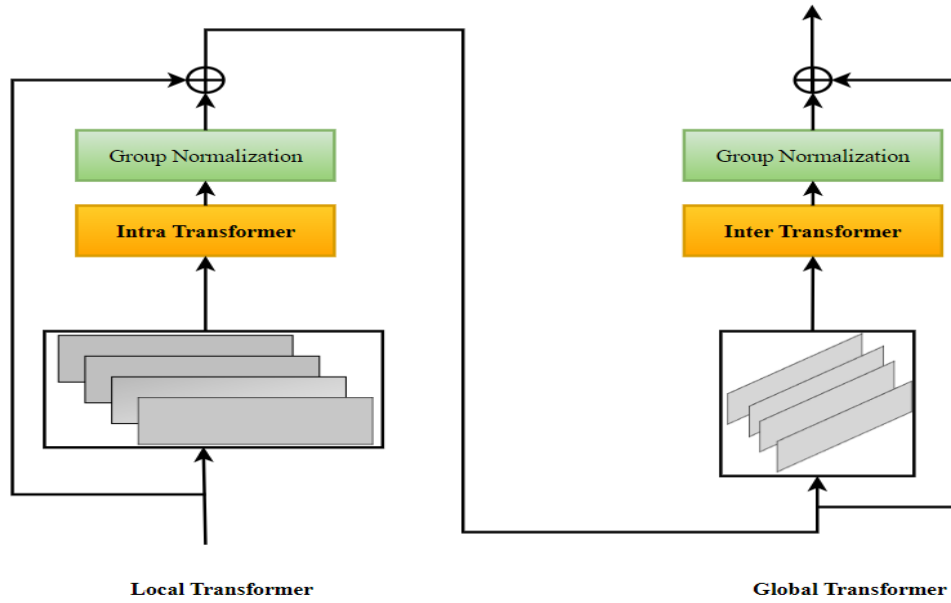 Group Normalization
Intra Transformer
Local Transformer
Group Normalization
Inter Transformer
Global Transformer